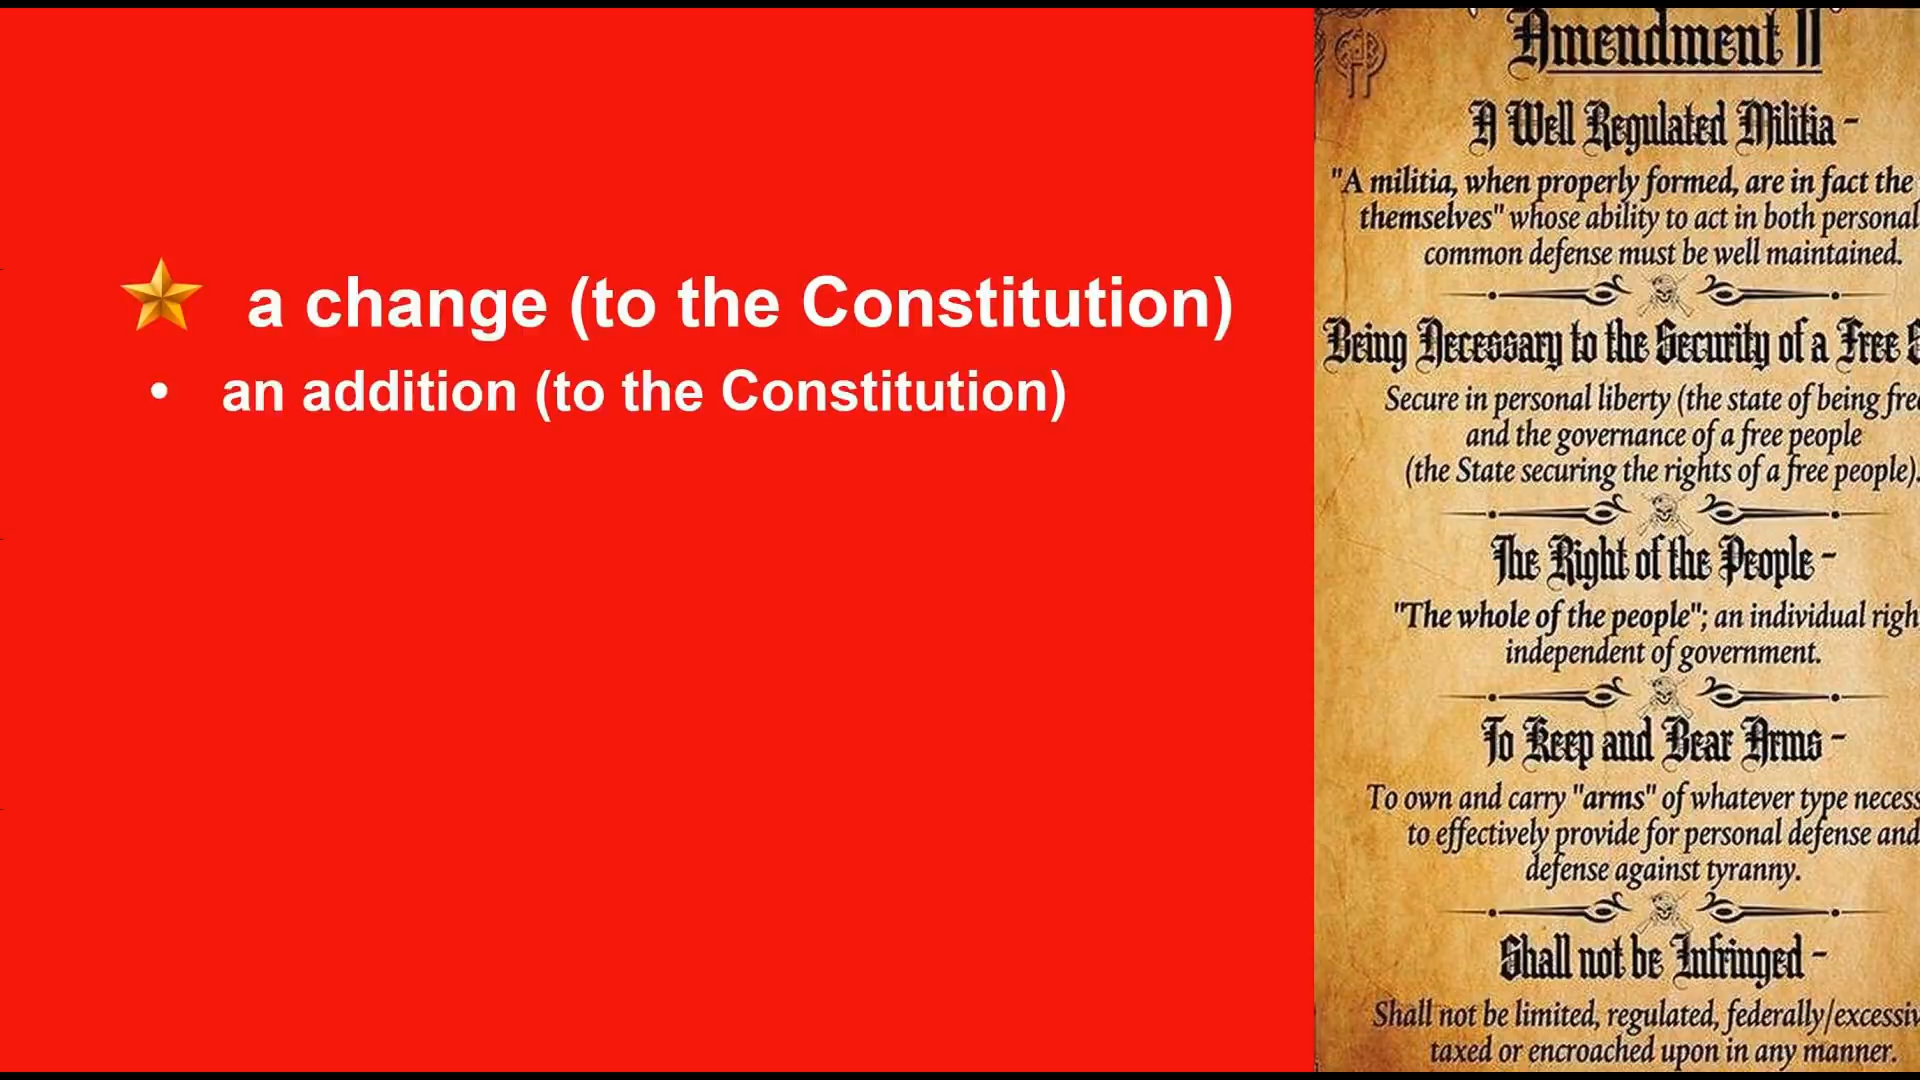 a change (to the Constitution)
• an addition (to the Constitution)
Amendment II
A Well Regulated Militia -
"A militia, when properly formed, are in fact the
themselves" whose ability to act in both personal
common defense must be well maintained.
Being Necessary to the Security of a Free
Secure in personal liberty (the state of being free
and the governance of a free people
(the State securing the rights of a free people).
The Right of the People -
"The whole of the people"; an individual righ
independent of government.
To Keep and Bear Arms -
To own and carry "arms" of whatever type necess
to effectively provide for personal defense and
defense against tyranny.
Shall not be Infringed -
Shall not be limited, regulated, federally/excessiv
taxed or encroached upon in any manner.